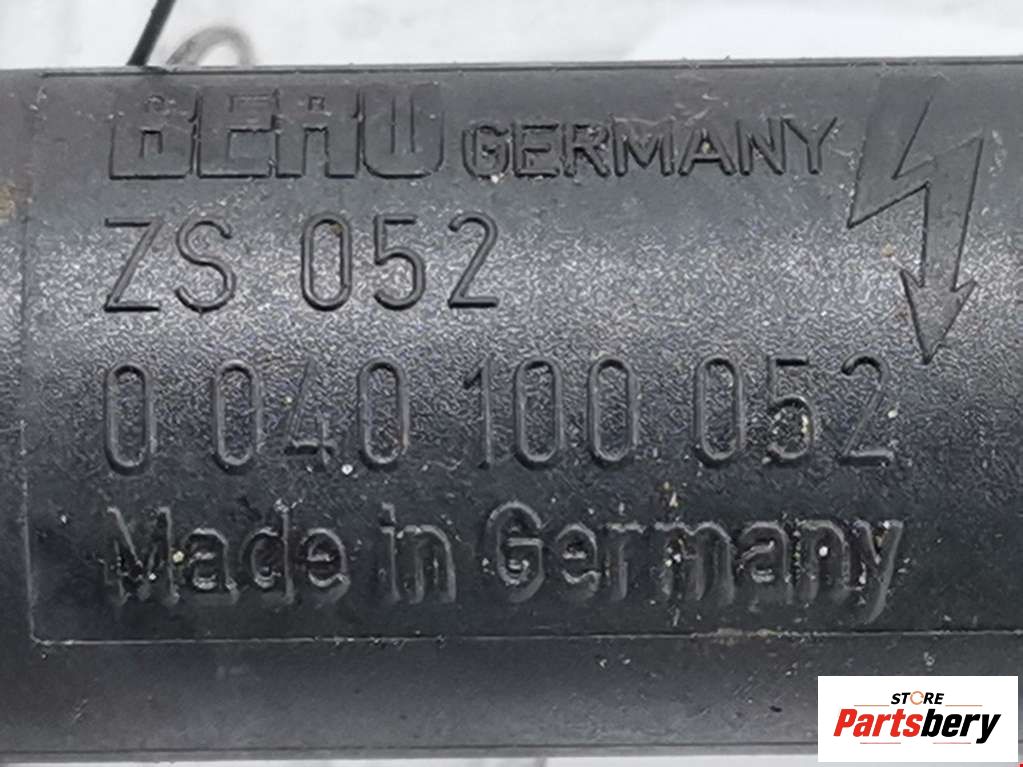 BERU GERMANY
ZS 052
0 040 100 052
Made in Germany
STORE
Partsbery